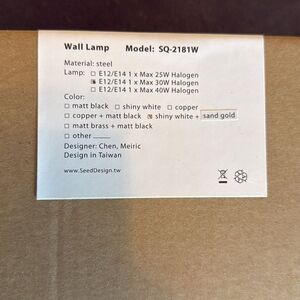 Wall Lamp Model: SQ-2181W
Material: steel
Lamp: □ E12/E14 1 x Max 25W Halogen
☒ E12/E14 1 x Max 30W Halogen
□ E12/E14 1 x Max 40W Halogen
Color:
□ matt black □ shiny white □ copper
□ copper + matt black ☒ shiny white + sand gold
□ matt brass + matt black
□ other ____
Designer: Chen, Meiric
Design in Taiwan
www.SeedDesign.tw